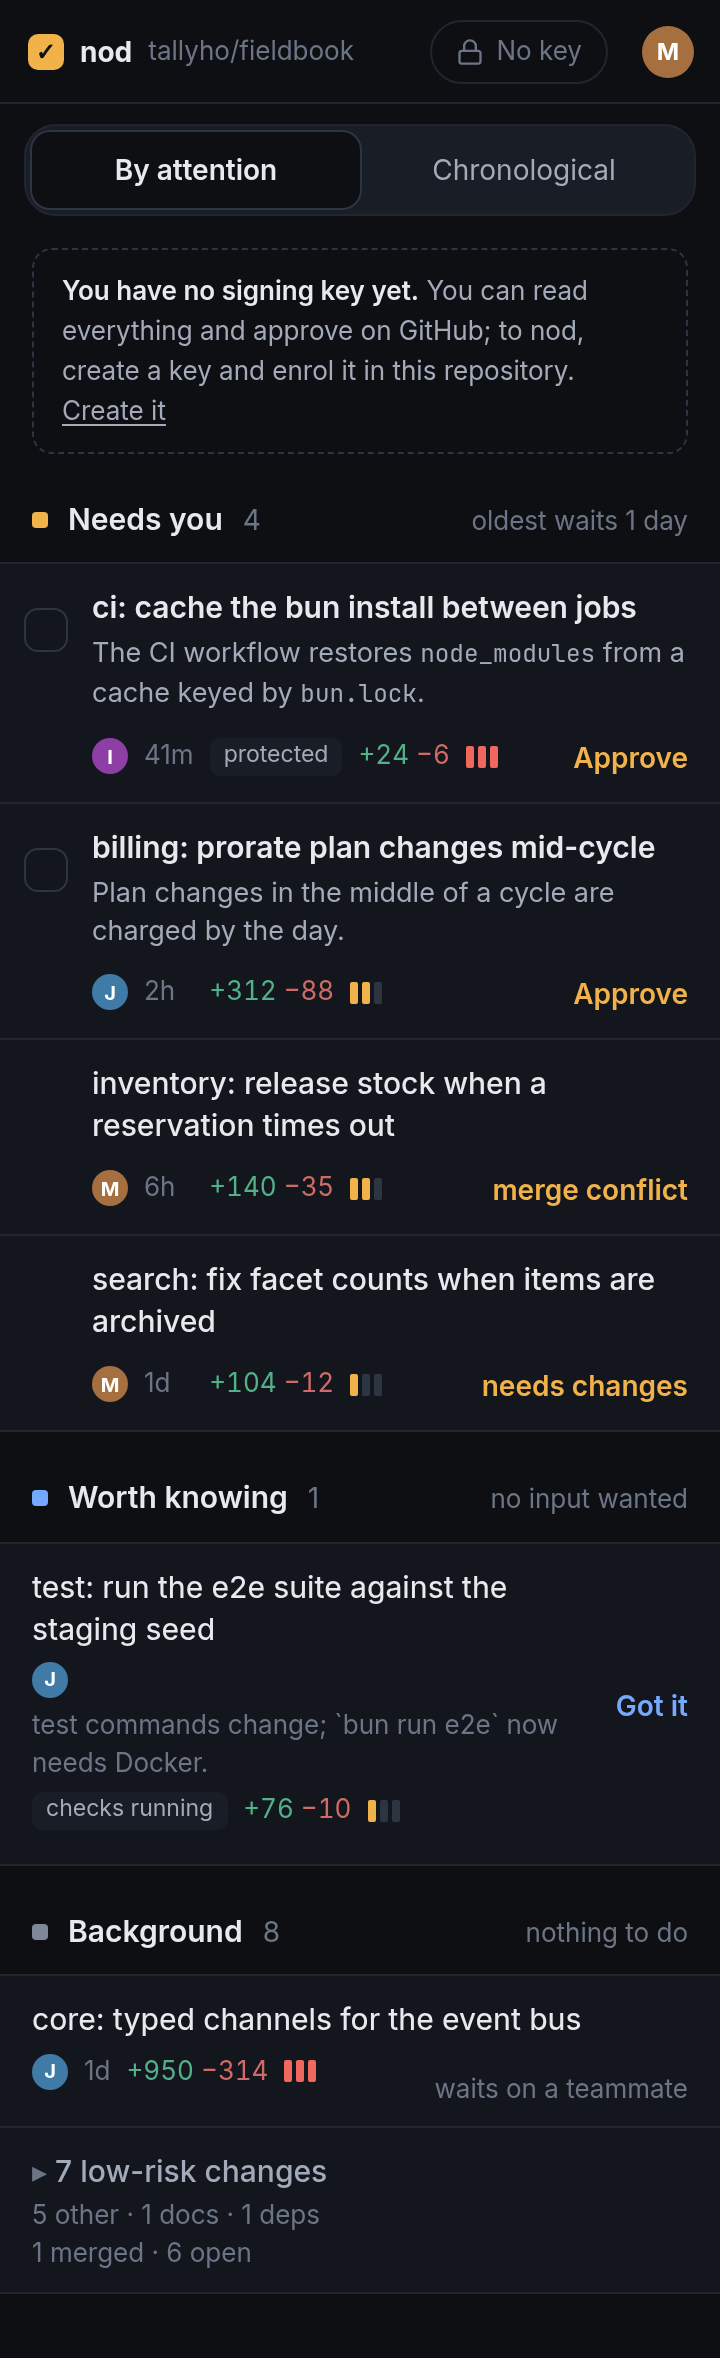 ✓ nod tallyho/fieldbook No key M
By attention Chronological
You have no signing key yet. You can read
everything and approve on GitHub; to nod,
create a key and enrol it in this repository.
Create it
Needs you 4 oldest waits 1 day
ci: cache the bun install between jobs
The CI workflow restores node_modules from a
cache keyed by bun.lock.
I 41m protected +24 −6 Approve
billing: prorate plan changes mid-cycle
Plan changes in the middle of a cycle are
charged by the day.
J 2h +312 −88 Approve
inventory: release stock when a
reservation times out
M 6h +140 −35 merge conflict
search: fix facet counts when items are
archived
M 1d +104 −12 needs changes
Worth knowing 1 no input wanted
test: run the e2e suite against the
staging seed
J
Got it
test commands change; `bun run e2e` now
needs Docker.
checks running +76 −10
Background 8 nothing to do
core: typed channels for the event bus
J 1d +950 −314
waits on a teammate
▸ 7 low-risk changes
5 other · 1 docs · 1 deps
1 merged · 6 open